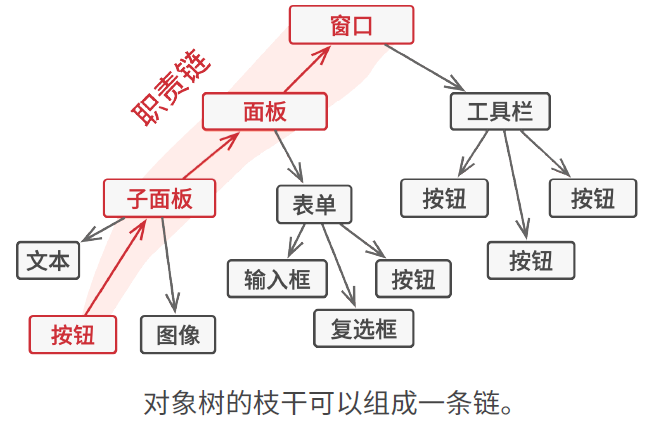 窗口
职责链
面板
工具栏
子面板
表单
按钮
按钮
文本
输入框
按钮
按钮
按钮
图像
复选框
对象树的枝干可以组成一条链。